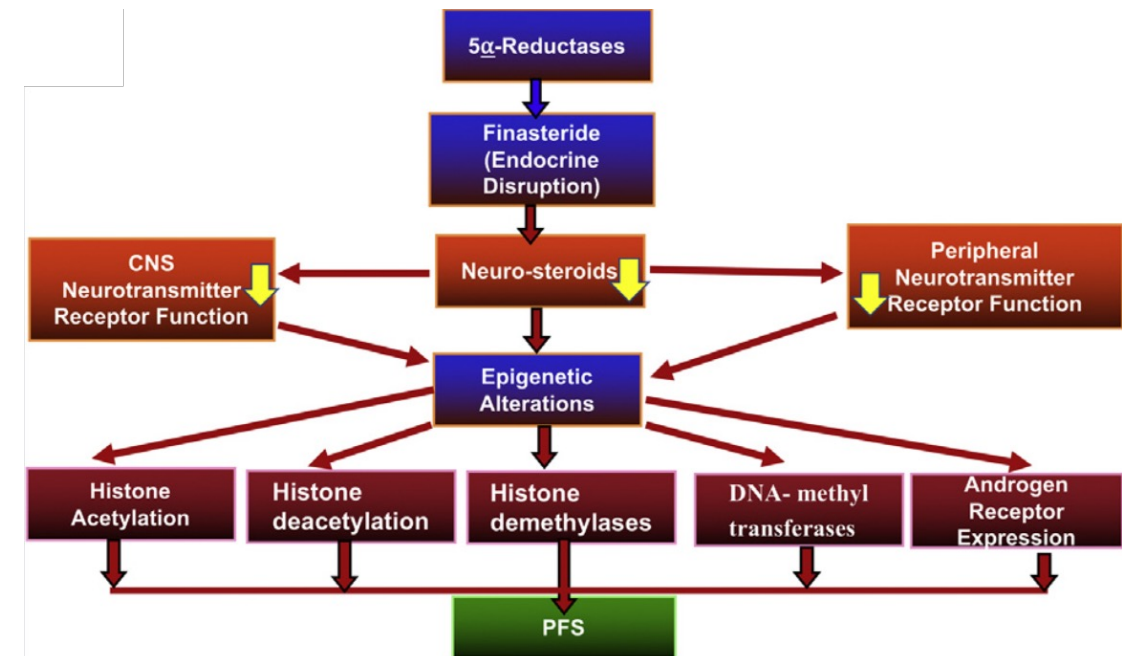 5α-Reductases
Finasteride
(Endocrine
Disruption)
CNS
Neurotransmitter
Receptor Function
Neuro-steroids
Peripheral
Neurotransmitter
Receptor Function
Epigenetic
Alterations
Histone
Acetylation
Histone
deacetylation
Histone
demethylases
DNA- methyl
transferases
Androgen
Receptor
Expression
PFS